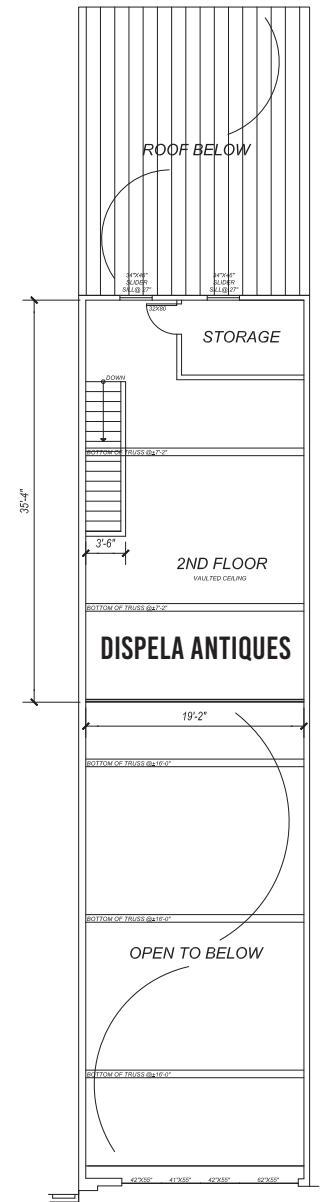 ROOF BELOW
34"X46"
SLIDER
SILL@ 27"
34"X46"
SLIDER
SILL@ 27"
32X80
STORAGE
DOWN
BOTTOM OF TRUSS @±7'-2"
35'-4"
3'-6"
2ND FLOOR
VAULTED CEILING
BOTTOM OF TRUSS @±7'-2"
DISPELA ANTIQUES
19'-2"
BOTTOM OF TRUSS @±16'-0"
BOTTOM OF TRUSS @±16'-0"
OPEN TO BELOW
BOTTOM OF TRUSS @±16'-0"
42"X55" 41"X55" 42"X55" 62"X55"